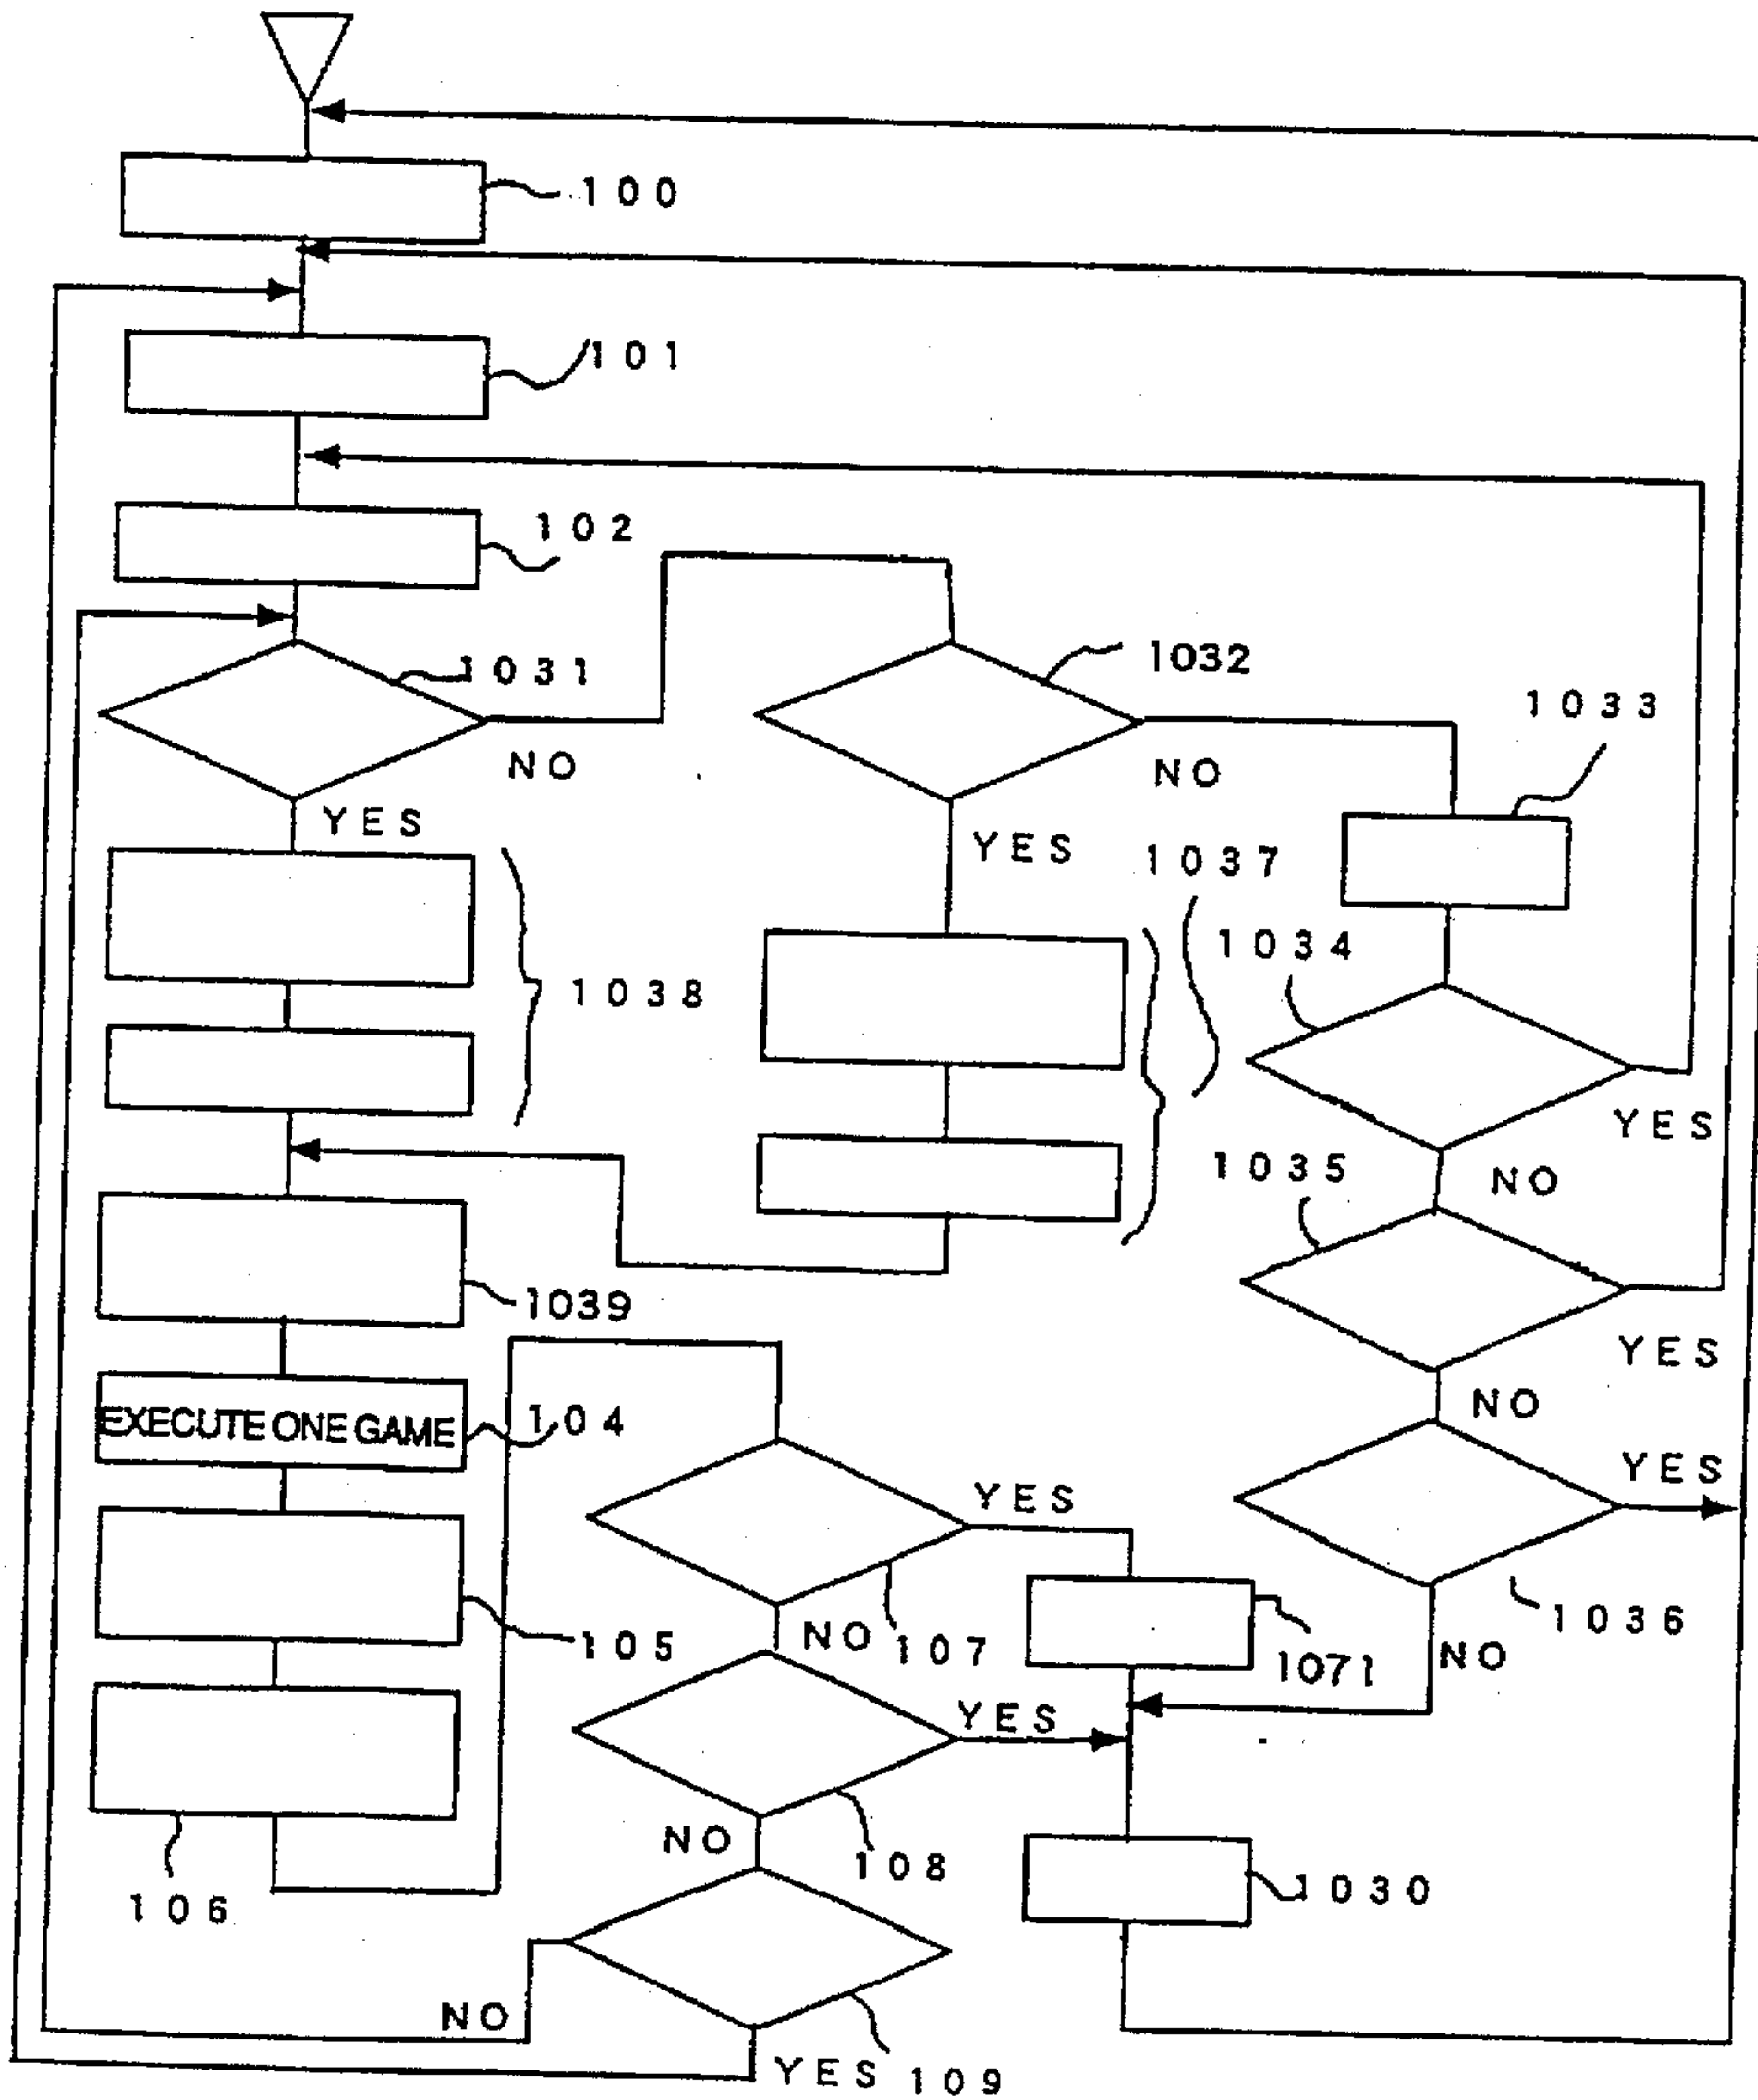 100
101
102
1031
1032
1033
NO
NO
YES
YES
1037
1034
1038
YES
1035
NO
1039
YES
NO
EXECUTE ONE GAME
104
YES
YES
NO
107
1071
1036
NO
105
YES
NO
108
106
1030
NO
YES
109